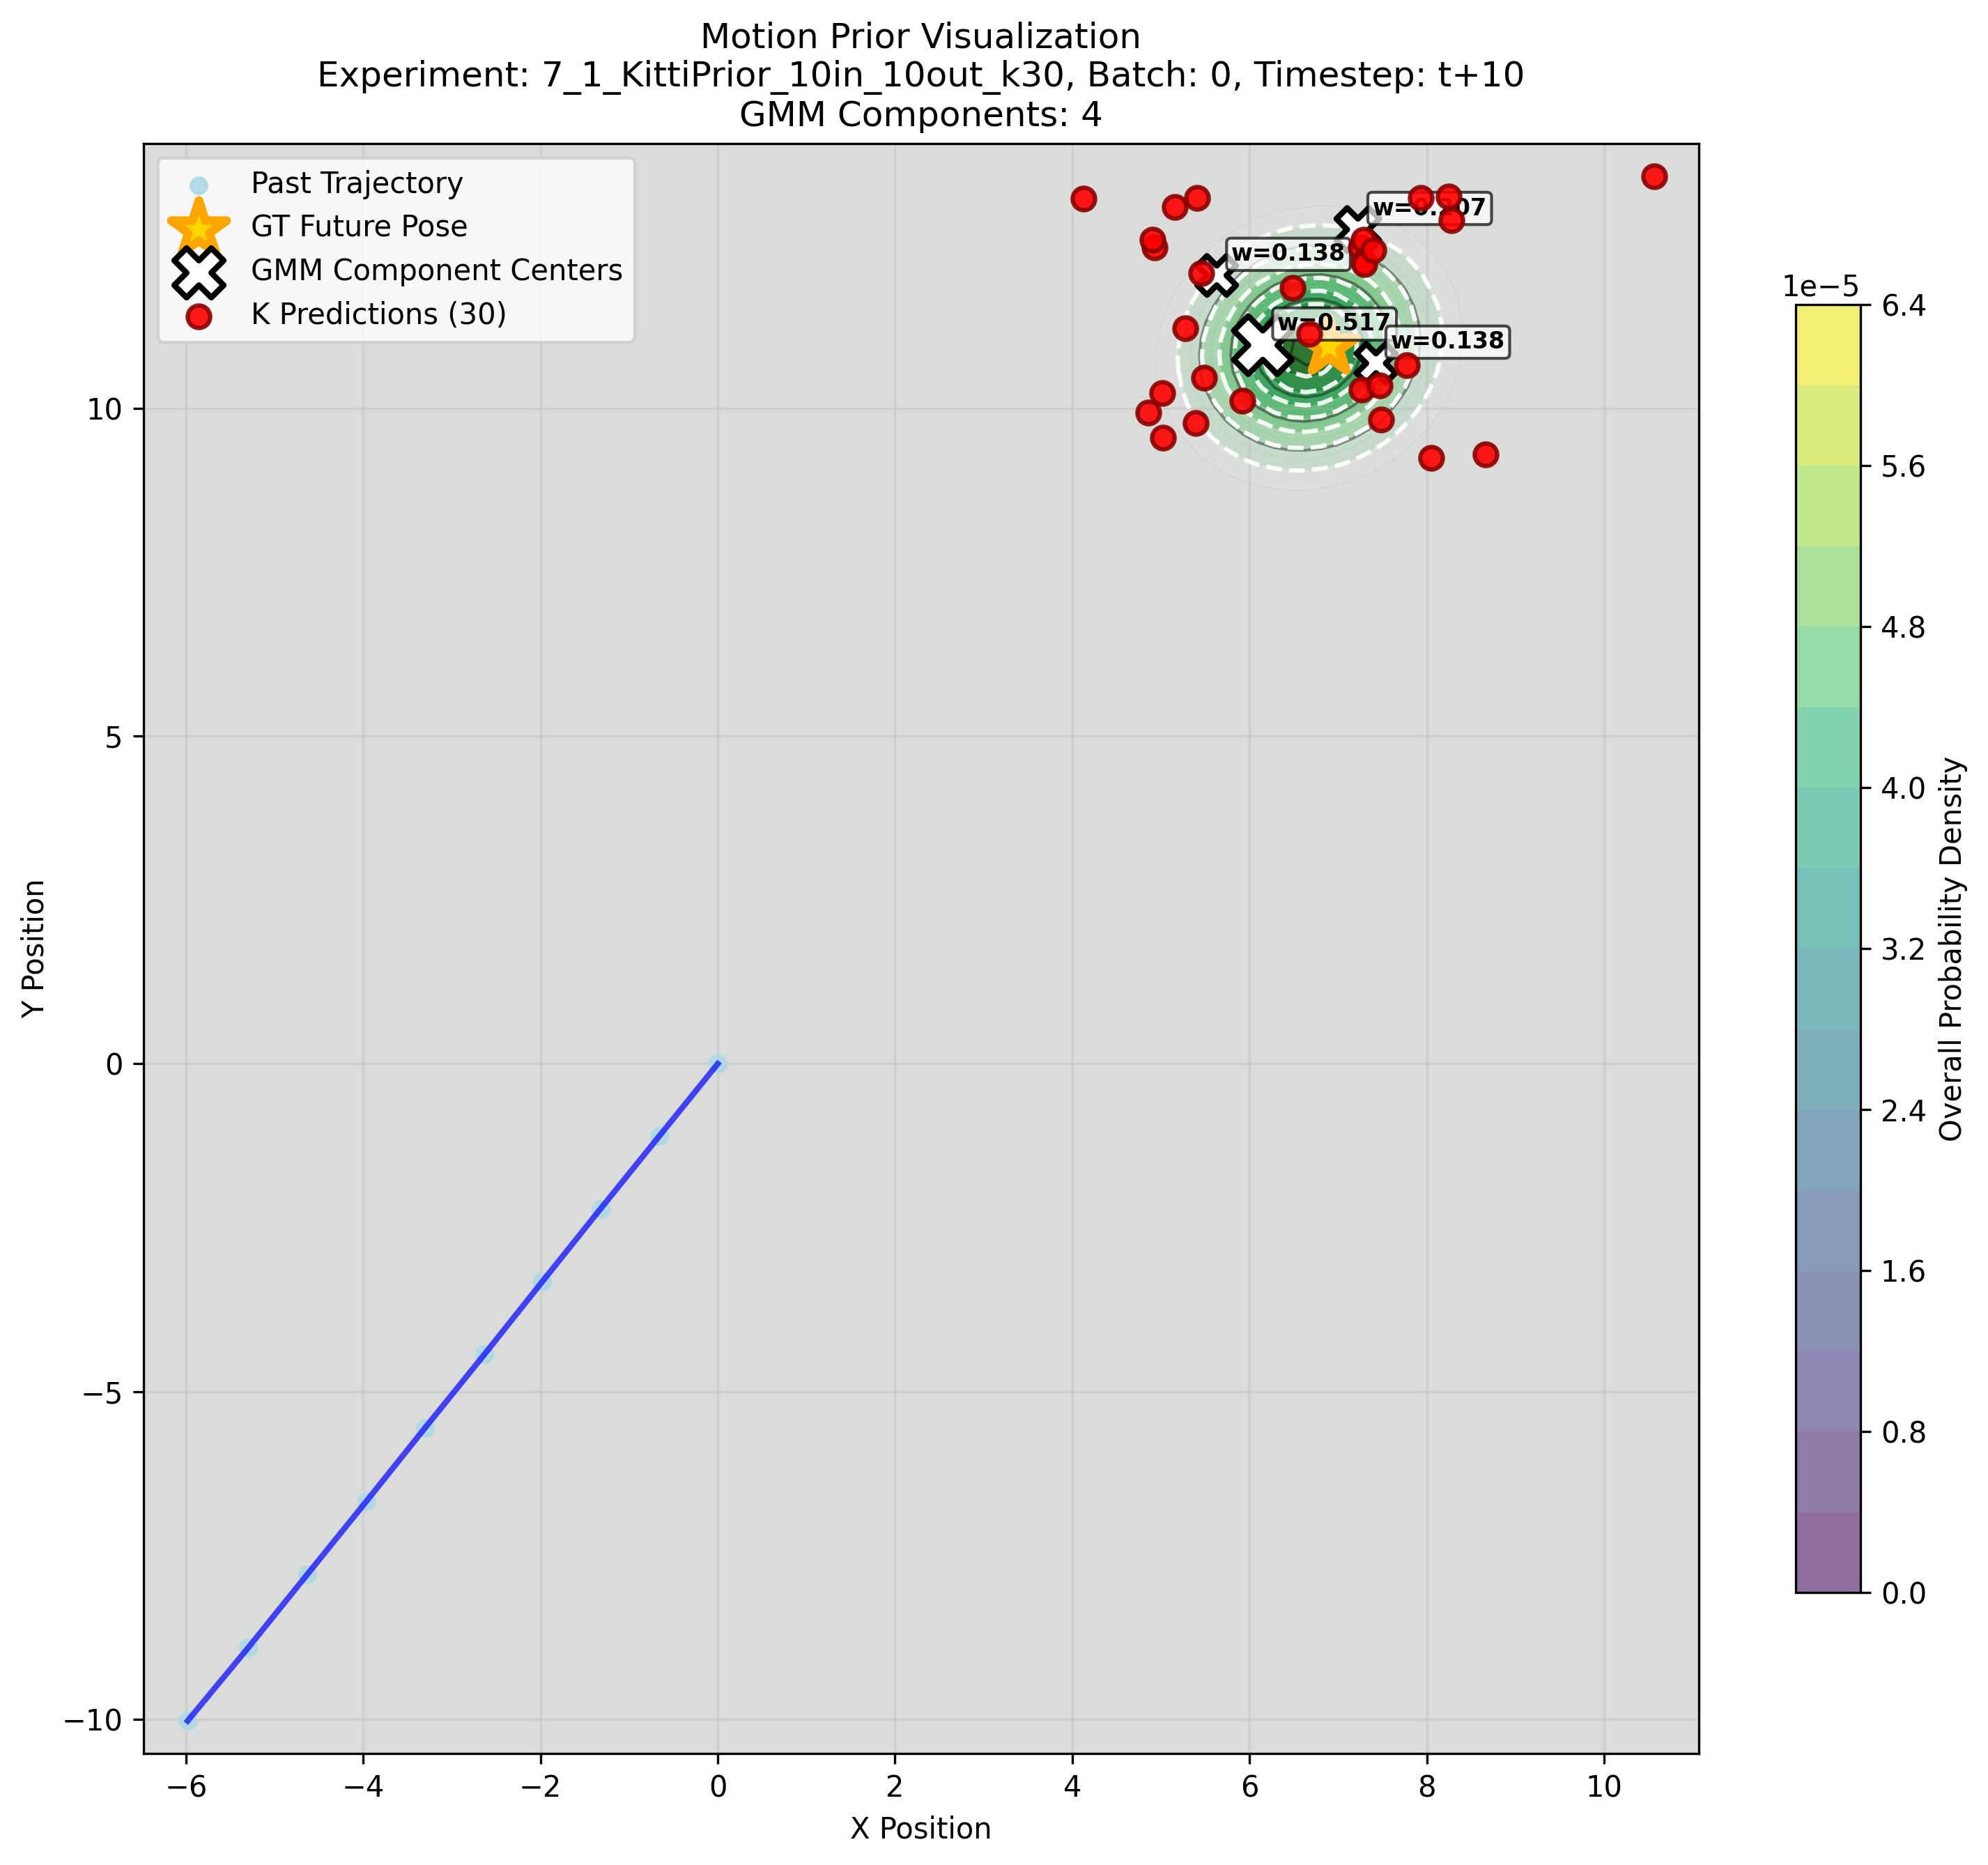 Motion Prior Visualization
Experiment: 7_1_KittiPrior_10in_10out_k30, Batch: 0, Timestep: t+10
GMM Components: 4
Past Trajectory
GT Future Pose
GMM Component Centers
K Predictions (30)
w=0.138
w=0.517
w=0.138
10
5
0
−5
−10
Y Position
−6
−4
−2
0
2
4
6
8
10
X Position
1e−5
6.4
5.6
4.8
4.0
3.2
2.4
1.6
0.8
0.0
Overall Probability Density